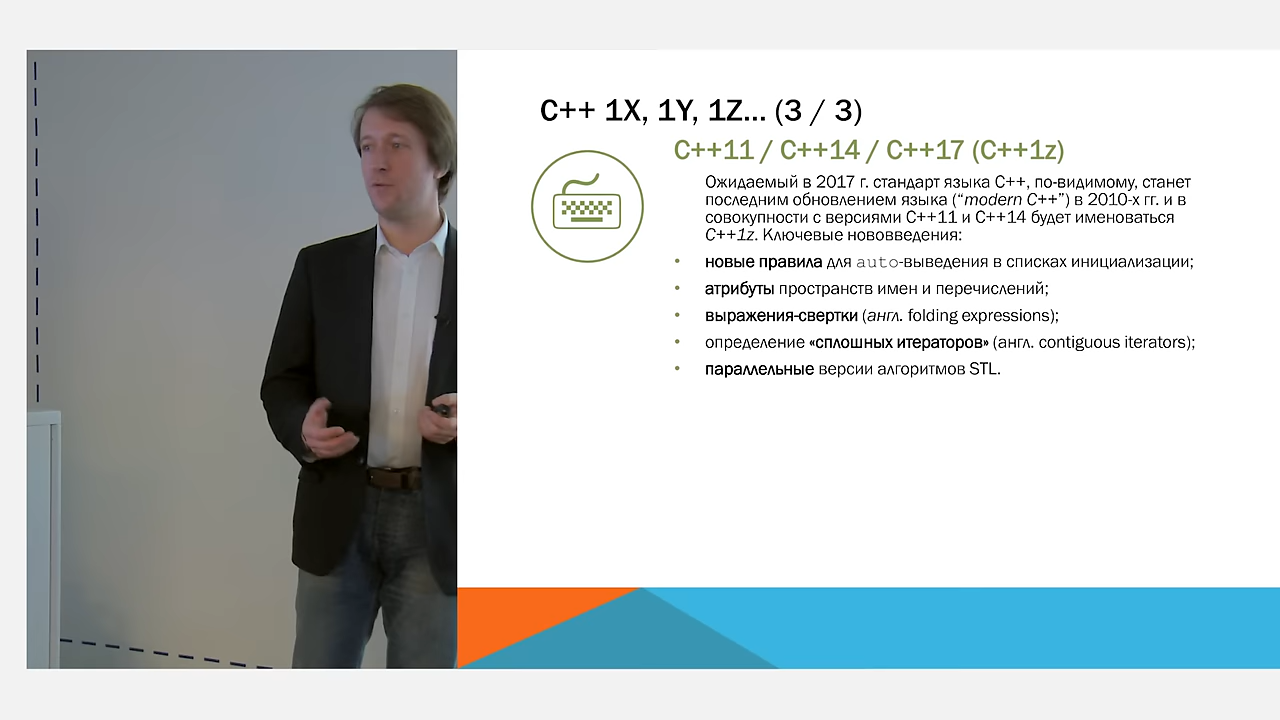 C++ 1X, 1Y, 1Z... (3 / 3)
C++11 / C++14 / C++17 (C++1z)
Ожидаемый в 2017 г. стандарт языка C++, по-видимому, станет
последним обновлением языка (“modern C++”) в 2010-х гг. и в
совокупности с версиями C++11 и C++14 будет именоваться
C++1z. Ключевые нововведения:
• новые правила для auto-выведения в списках инициализации;
• атрибуты пространств имен и перечислений;
• выражения-свертки (англ. folding expressions);
• определение «сплошных итераторов» (англ. contiguous iterators);
• параллельные версии алгоритмов STL.